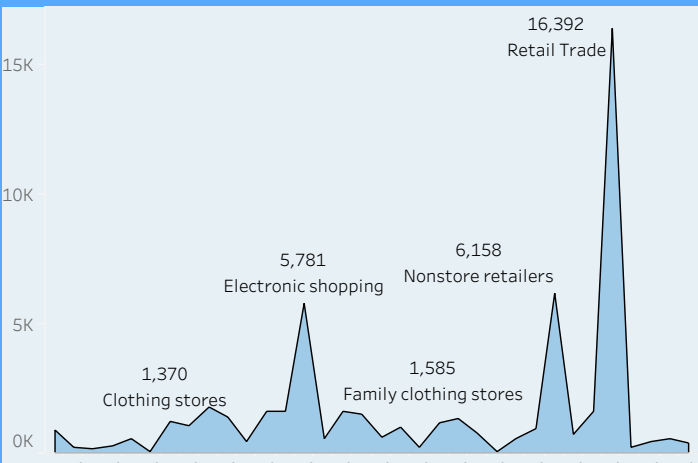 16,392
Retail Trade
15K
10K
6,158
Nonstore retailers
5,781
Electronic shopping
5K
1,585
Family clothing stores
1,370
Clothing stores
0K